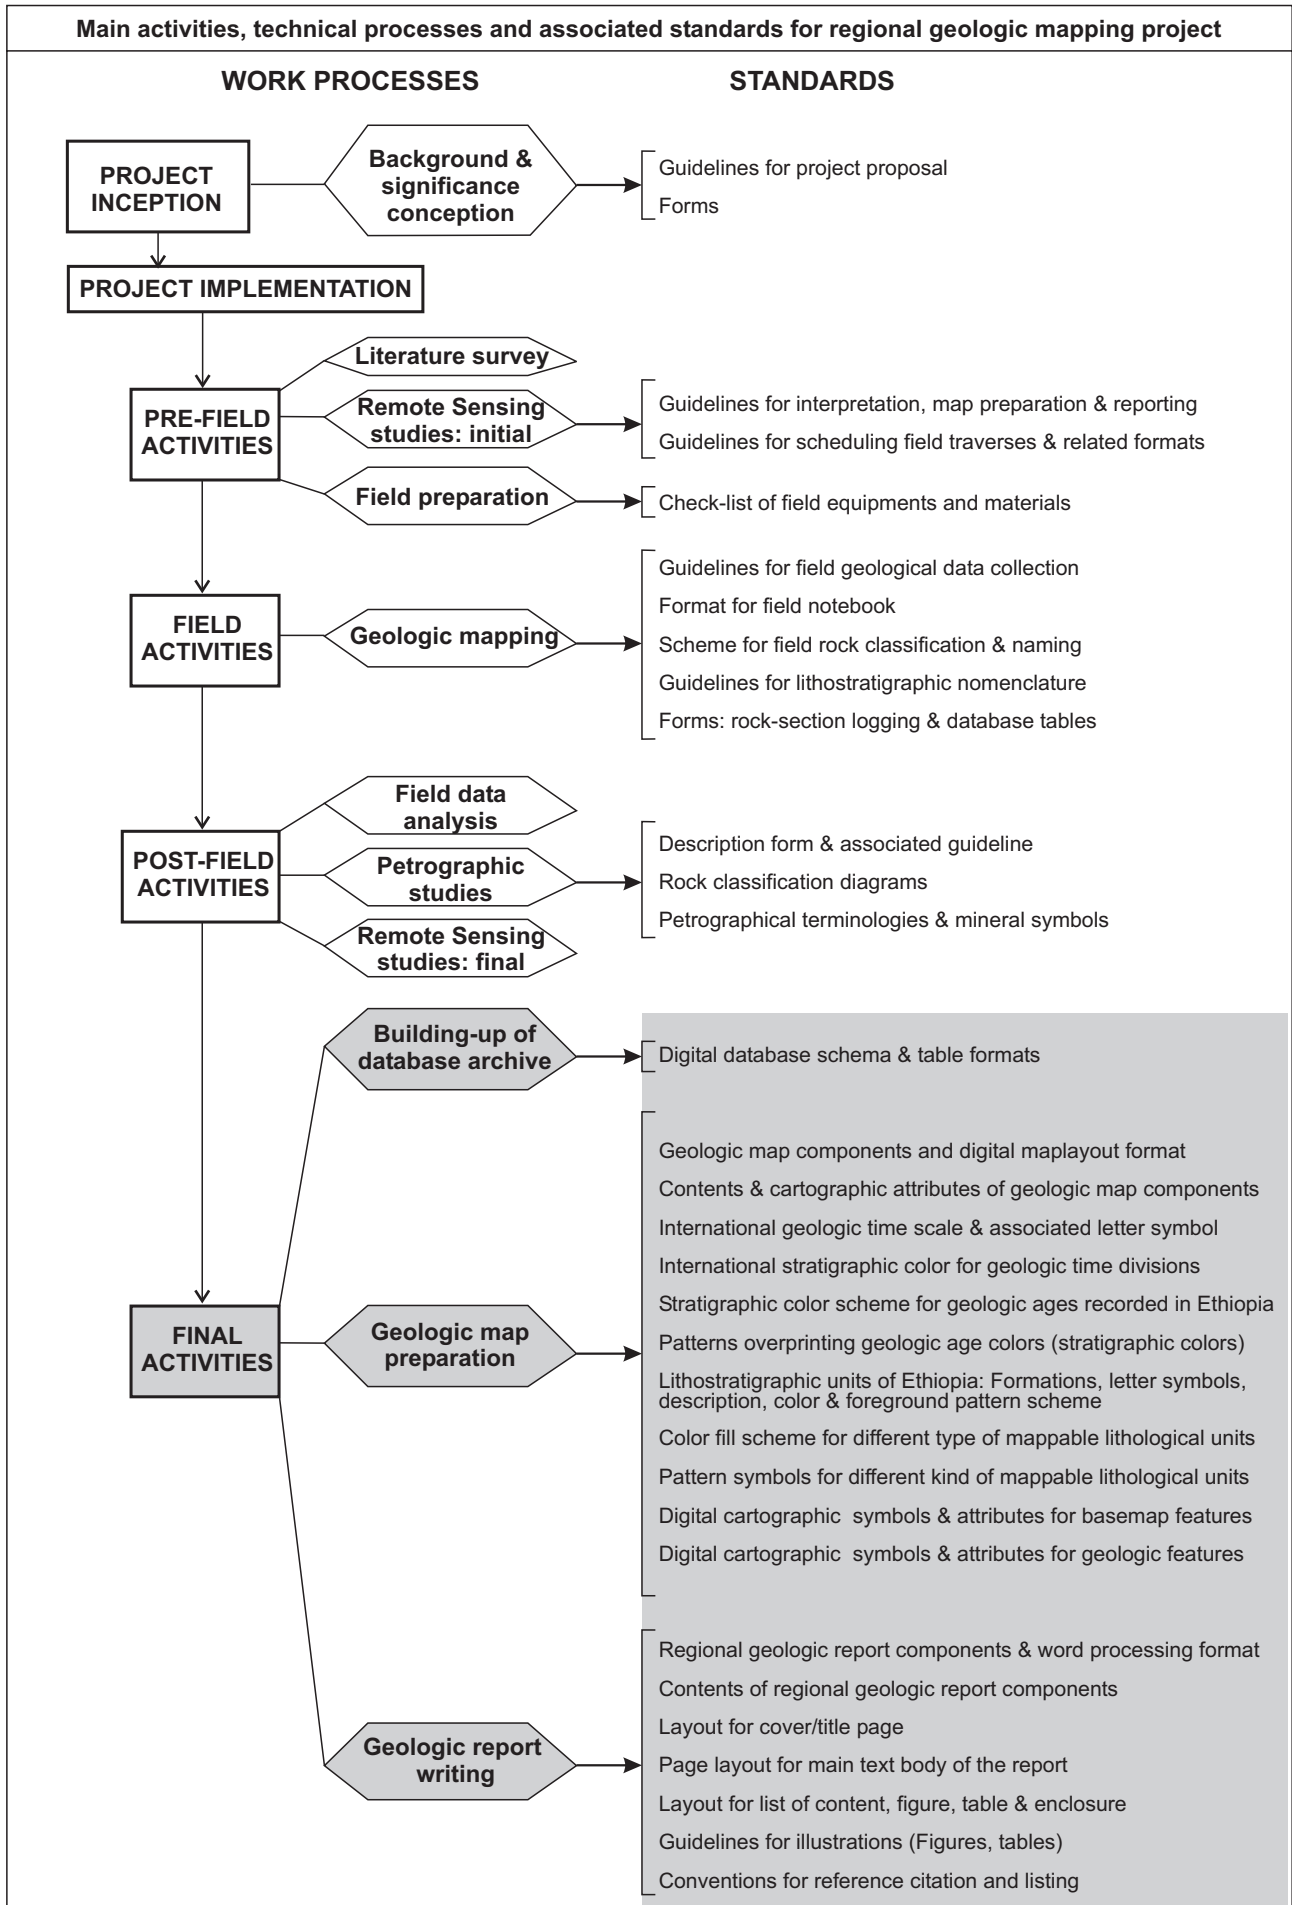 Main activities, technical processes and associated standards for regional geologic mapping project
WORK PROCESSES
STANDARDS
PROJECT
INCEPTION
Background &
significance
conception
Guidelines for project proposal
Forms
PROJECT IMPLEMENTATION
PRE-FIELD
ACTIVITIES
Literature survey
Remote Sensing
studies: initial
Guidelines for interpretation, map preparation & reporting
Guidelines for scheduling field traverses & related formats
Field preparation
Check-list of field equipments and materials
FIELD
ACTIVITIES
Geologic mapping
Guidelines for field geological data collection
Format for field notebook
Scheme for field rock classification & naming
Guidelines for lithostratigraphic nomenclature
Forms: rock-section logging & database tables
POST-FIELD
ACTIVITIES
Field data
analysis
Petrographic
studies
Description form & associated guideline
Rock classification diagrams
Petrographical terminologies & mineral symbols
Remote Sensing
studies: final
FINAL
ACTIVITIES
Building-up of
database archive
Digital database schema & table formats
Geologic map
preparation
Geologic map components and digital maplayout format
Contents & cartographic attributes of geologic map components
International geologic time scale & associated letter symbol
International stratigraphic color for geologic time divisions
Stratigraphic color scheme for geologic ages recorded in Ethiopia
Patterns overprinting geologic age colors (stratigraphic colors)
Lithostratigraphic units of Ethiopia: Formations, letter symbols,
description, color & foreground pattern scheme
Color fill scheme for different type of mappable lithological units
Pattern symbols for different kind of mappable lithological units
Digital cartographic symbols & attributes for basemap features
Digital cartographic symbols & attributes for geologic features
Geologic report
writing
Regional geologic report components & word processing format
Contents of regional geologic report components
Layout for cover/title page
Page layout for main text body of the report
Layout for list of content, figure, table & enclosure
Guidelines for illustrations (Figures, tables)
Conventions for reference citation and listing